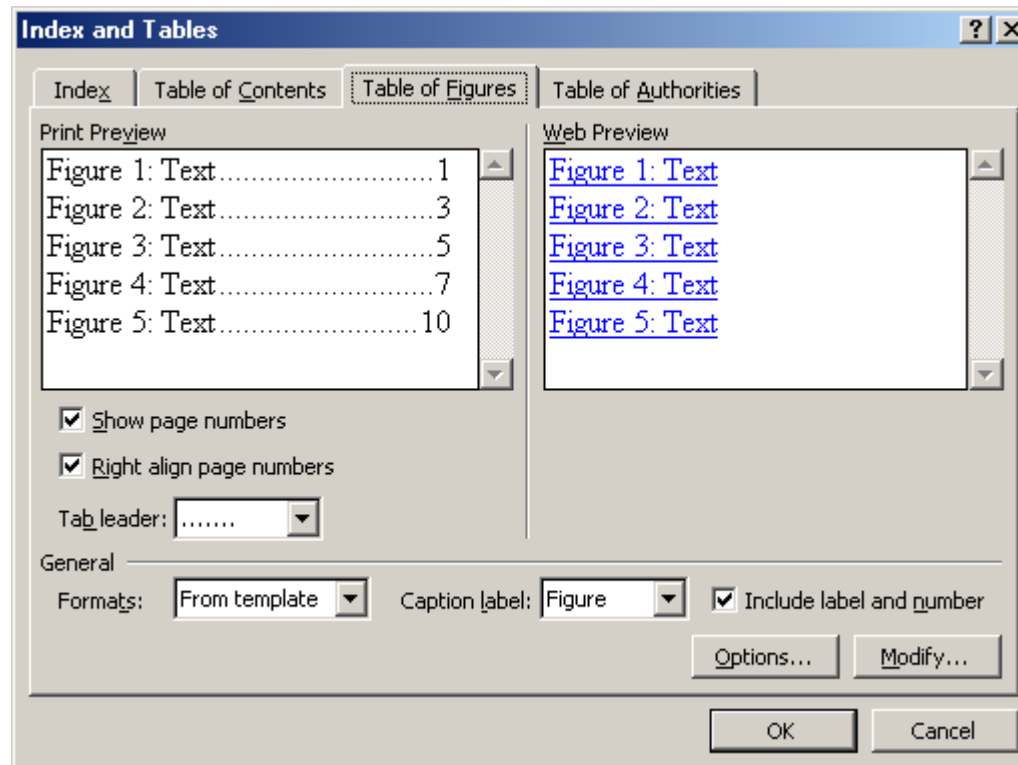 Index and Tables
Index
Table of Contents
Table of Figures
Table of Authorities
Print Preview
Figure 1: Text...........................1
Figure 2: Text...........................3
Figure 3: Text...........................5
Figure 4: Text...........................7
Figure 5: Text.........................10
Web Preview
Figure 1: Text
Figure 2: Text
Figure 3: Text
Figure 4: Text
Figure 5: Text
Show page numbers
Right align page numbers
Tab leader: .......
General
Formats: From template Caption label: Figure Include label and number
Options... Modify...
OK Cancel